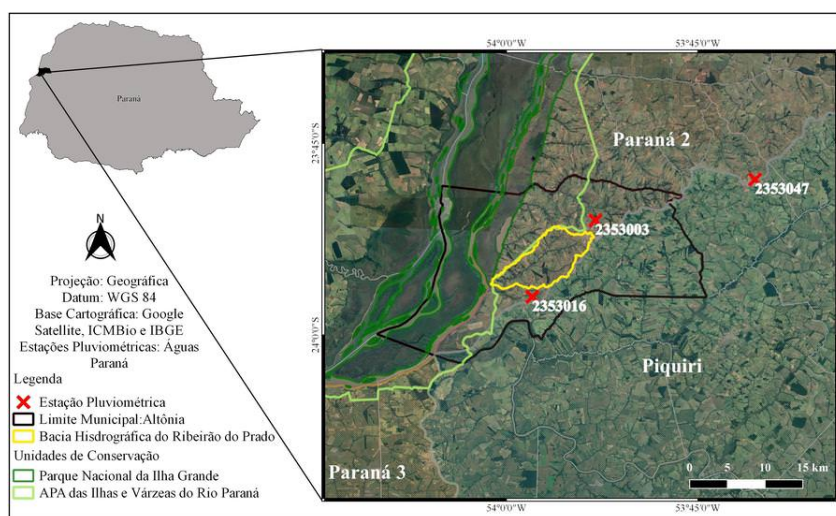 Paraná
N
Projeção: Geográfica
Datum: WGS 84
Base Cartográfica: Google
Satellite, ICMBio e IBGE
Estações Pluviométricas: Águas
Paraná
Legenda
Estação Pluviométrica
Limite Municipal:Altônia
Bacia Hisdrográfica do Ribeirão do Prado
Unidades de Conservação
Parque Nacional da Ilha Grande
APA das Ilhas e Várzeas do Rio Paraná
54°0'0"W
53°45'0"W
23°45'0"S
24°0'0"S
Paraná 2
2353047
2353003
2353016
Piquiri
Paraná 3
0 5 10 15 km
54°0'0"W
53°45'0"W